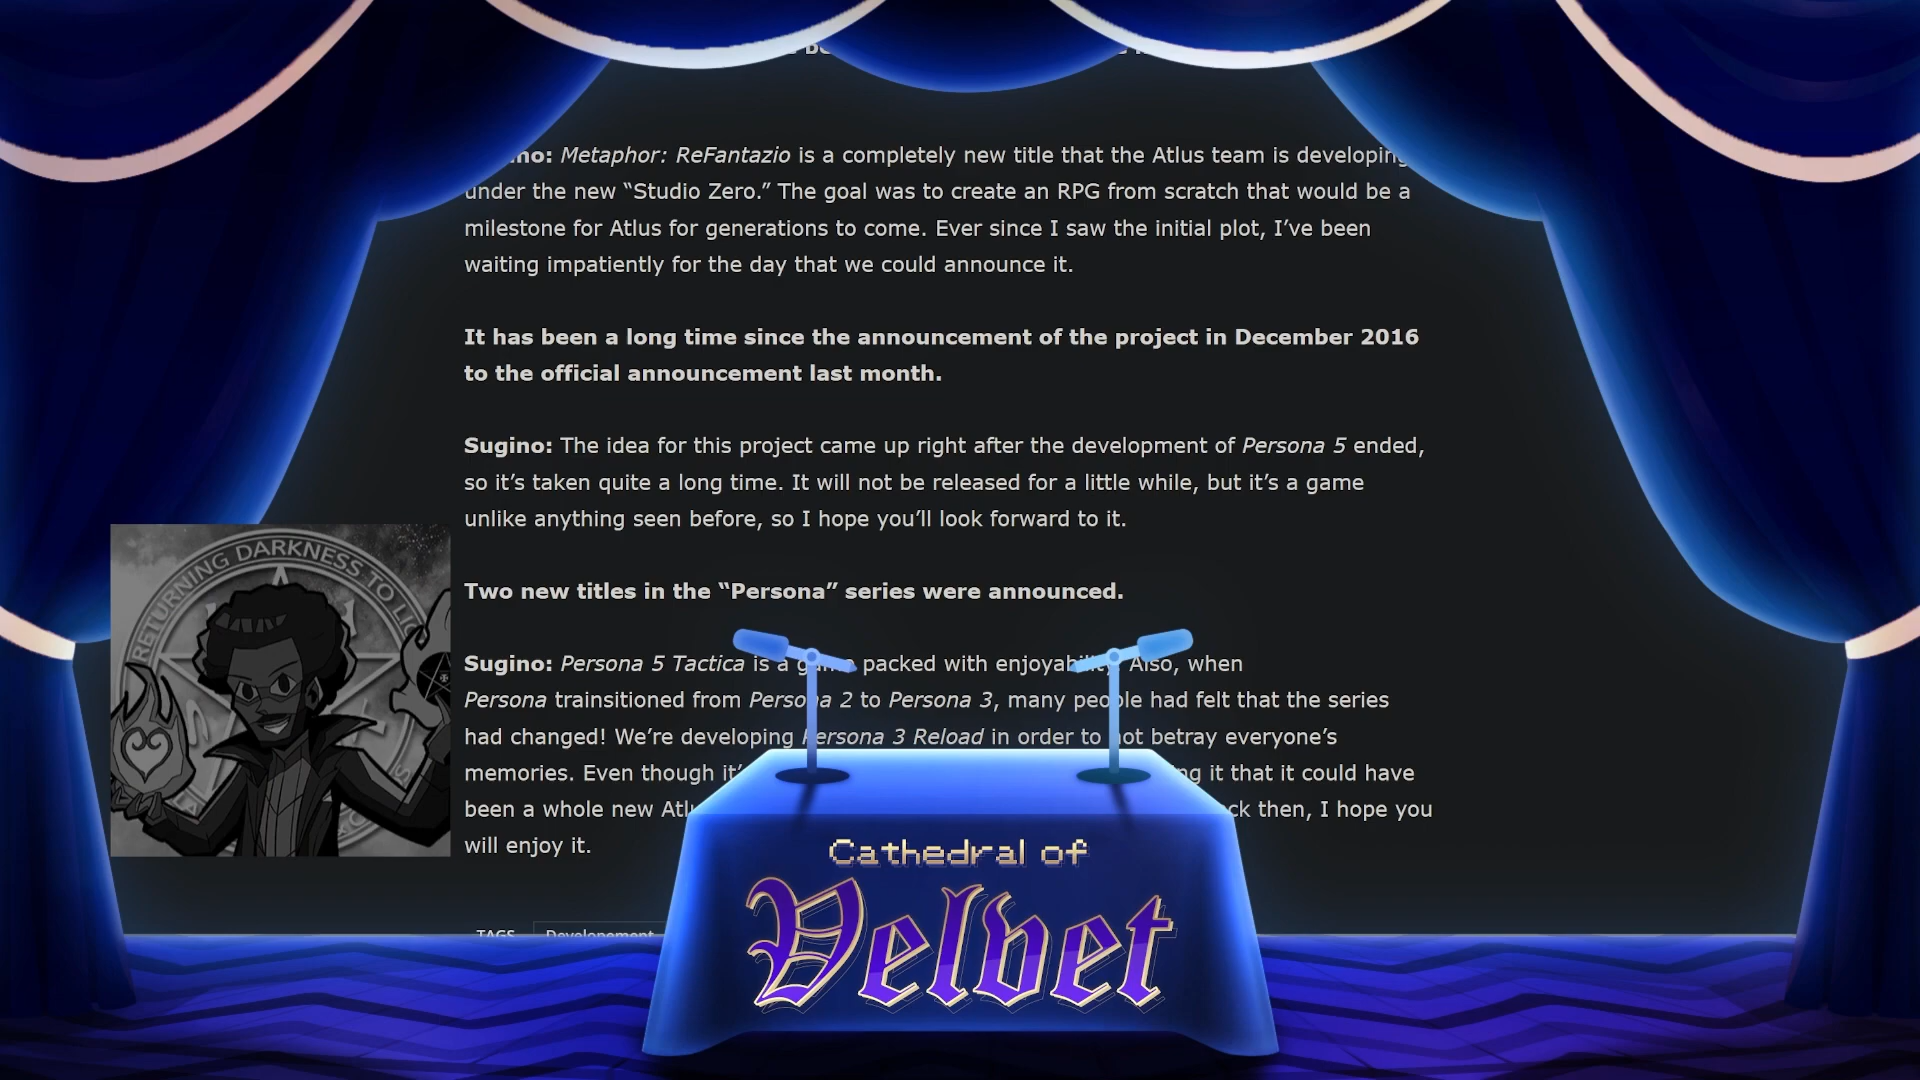 Metaphor: ReFantazio is a completely new title that the Atlus team is developing
under the new “Studio Zero.” The goal was to create an RPG from scratch that would be a
milestone for Atlus for generations to come. Ever since I saw the initial plot, I’ve been
waiting impatiently for the day that we could announce it.
It has been a long time since the announcement of the project in December 2016
to the official announcement last month.
Sugino: The idea for this project came up right after the development of Persona 5 ended,
so it’s taken quite a long time. It will not be released for a little while, but it’s a game
unlike anything seen before, so I hope you’ll look forward to it.
Two new titles in the “Persona” series were announced.
Sugino: Persona 5 Tactica is a game packed with enjoyability. Also, when
Persona trainsitioned from Persona 2 to Persona 3, many people had felt that the series
had changed! We’re developing Persona 3 Reload in order to not betray everyone’s
memories. Even though it’ it that it could have
been a whole new then, I hope you
will enjoy it.
TAGS Developement
RETURNING DARKNESS TO
Cathedral of
Velvet